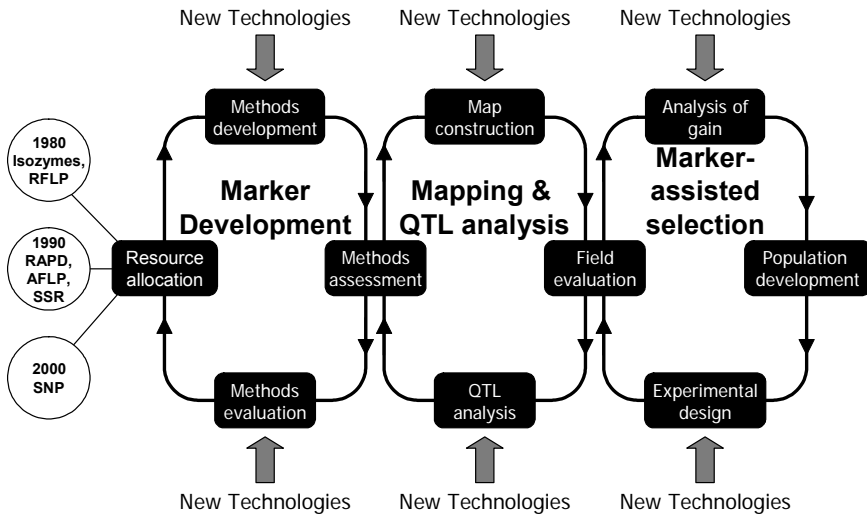 New Technologies
New Technologies
New Technologies
Methods
development
Map
construction
Analysis of
gain
1980
Isozymes,
RFLP
Marker
Development
Mapping &
QTL analysis
Marker-
assisted
selection
1990
RAPD,
AFLP,
SSR
Resource
allocation
Methods
assessment
Field
evaluation
Population
development
2000
SNP
Methods
evaluation
QTL
analysis
Experimental
design
New Technologies
New Technologies
New Technologies